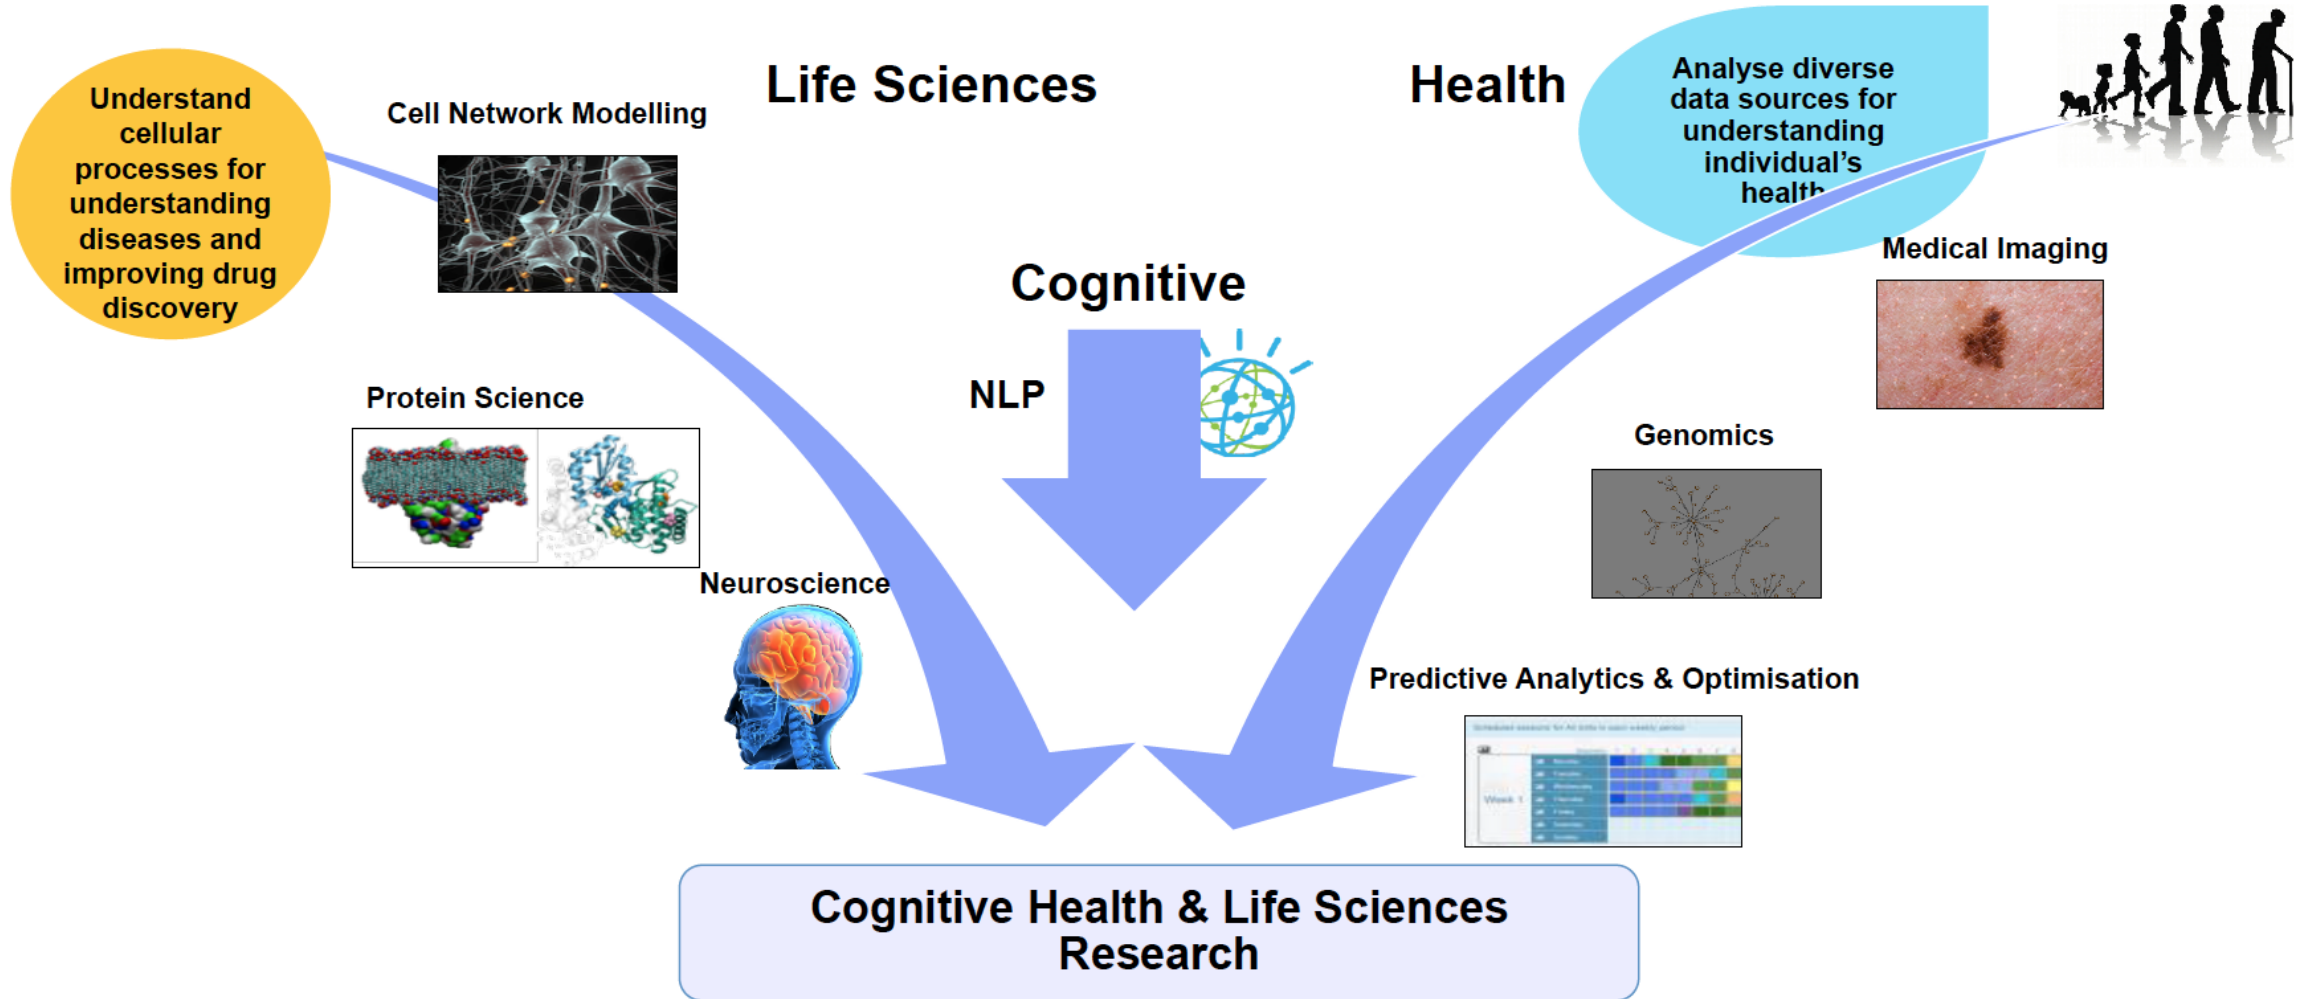 Understand
cellular
processes for
understanding
diseases and
improving drug
discovery
Cell Network Modelling
Life Sciences
Health
Analyse diverse
data sources for
understanding
individual's
health
Cognitive
NLP
Medical Imaging
Protein Science
Genomics
Neuroscience
Predictive Analytics & Optimisation
Week 1
Cognitive Health & Life Sciences
Research